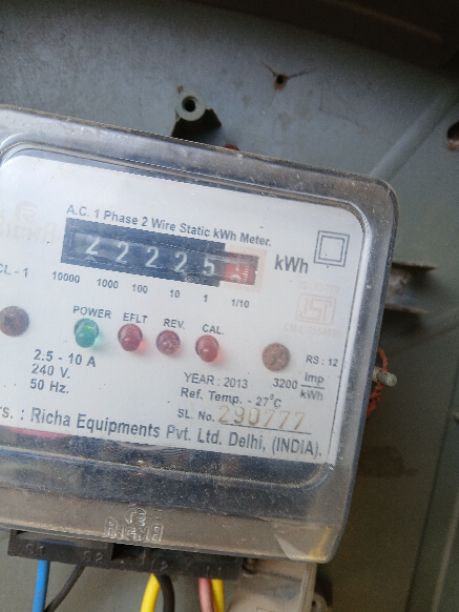 A.C. 1 Phase 2 Wire Static kWh Meter.
22225 kWh
CL - 1 10000 1000 100 10 1 1/10
POWER EFLT REV. CAL.
RS : 12
2.5 - 10 A
240 V.
50 Hz.
YEAR : 2013
3200 imp/kWh
Ref. Temp. - 27°C
SL. No. 290777
rs. : Richa Equipments Pvt. Ltd. Delhi, (INDIA).